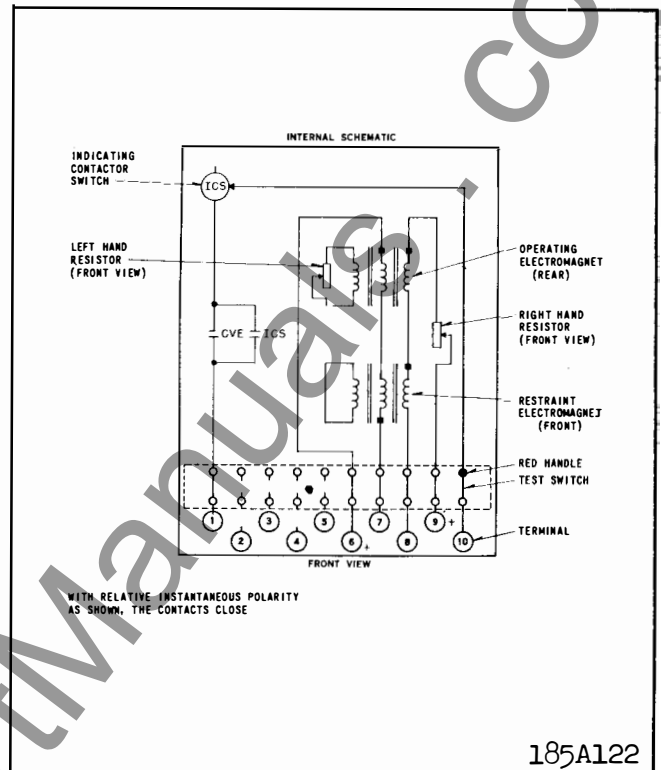 INTERNAL SCHEMATIC
INDICATING
CONTACTOR
SWITCH
ICS
LEFT HAND
RESISTOR
(FRONT VIEW)
OPERATING
ELECTROMAGNET
(REAR)
RIGHT HAND
RESISTOR
(FRONT VIEW)
CVE
ICS
RESTRAINT
ELECTROMAGNET
(FRONT)
RED HANDLE
TEST SWITCH
1
3
5
7
9 +
2
4
6 +
8
10
TERMINAL
FRONT VIEW
WITH RELATIVE INSTANTANEOUS POLARITY
AS SHOWN, THE CONTACTS CLOSE
185A122
tManuals.co